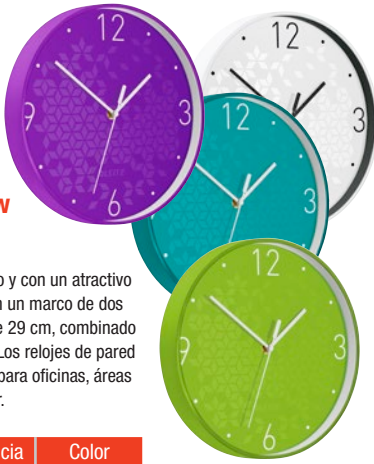 12
9
3
6
12
3
12
12
3
9
6
w
o y con un atractivo
n un marco de dos
e 29 cm, combinado
Los relojes de pared
para oficinas, áreas
r.
cia Color